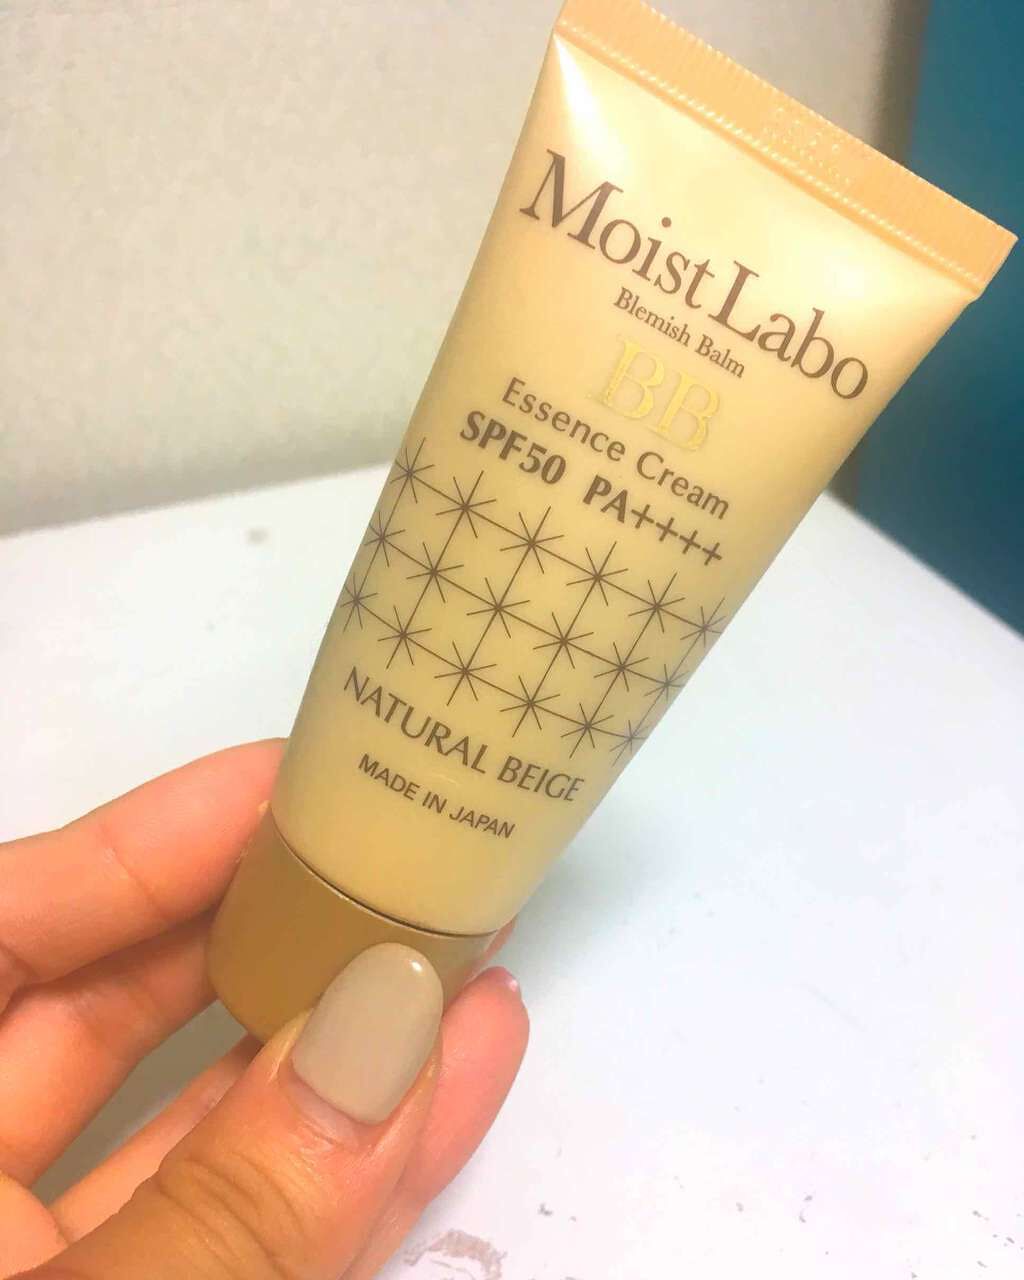 Moist Labo
Blemish Balm
BB
Essence Cream
SPF50 PA++++
NATURAL BEIGE
MADE IN JAPAN